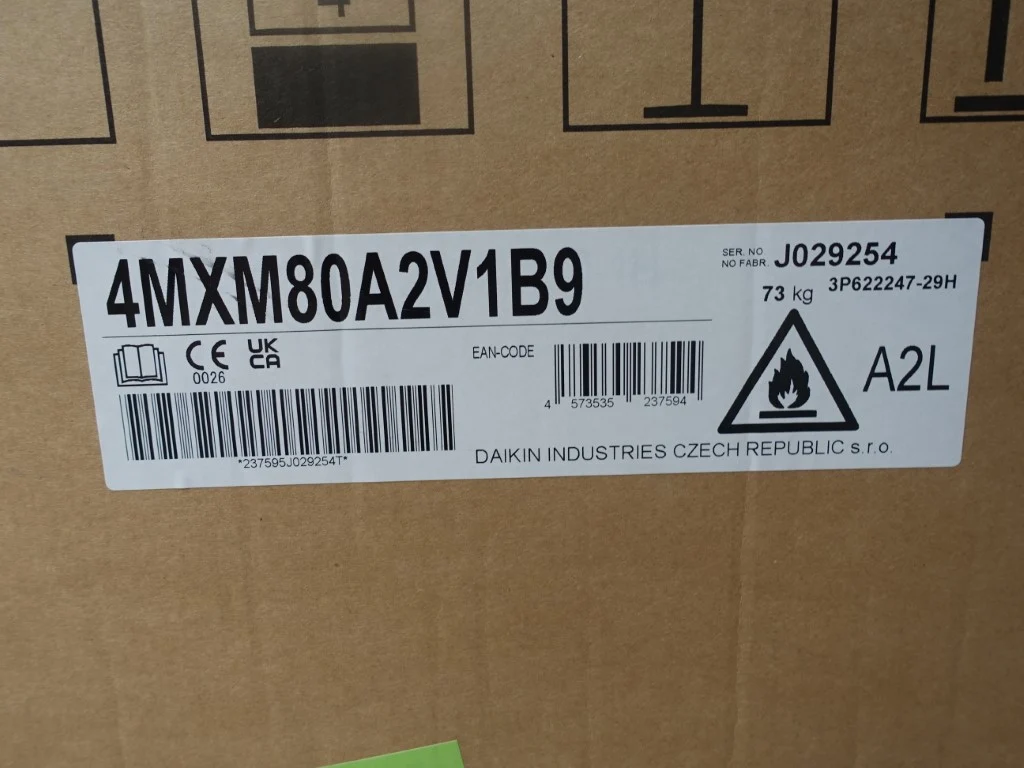 4
4MXM80A2V1B9
SER. NO
NO FABR. J029254
73 kg 3P622247-29H
CE UK CA
0026
EAN-CODE
4 573535 237594
A2L
*237595J029254T*
DAIKIN INDUSTRIES CZECH REPUBLIC s.r.o.